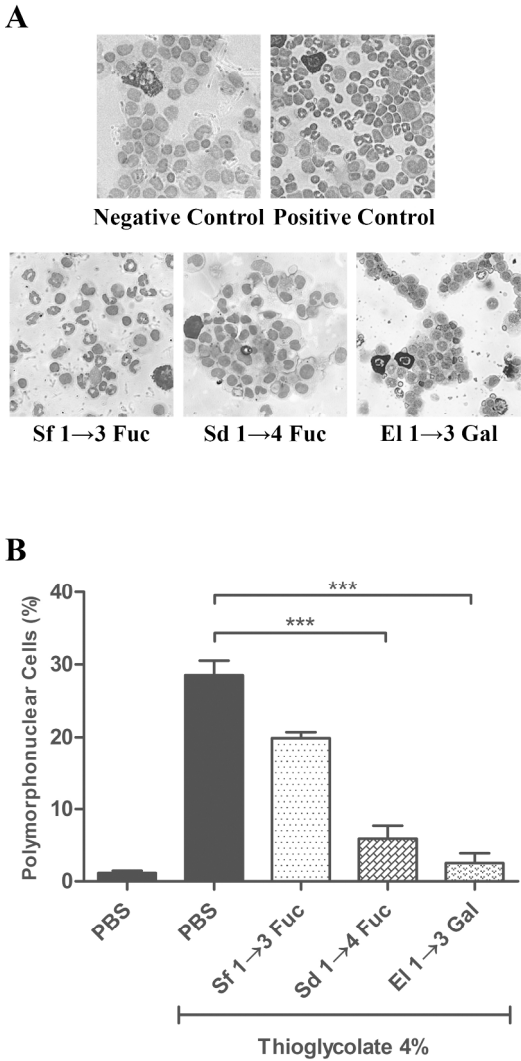 A
Negative Control Positive Control
Sf 1→3 Fuc Sd 1→4 Fuc El 1→3 Gal
B
Polymorphonuclear Cells (%)
40
30
20
10
0
***
***
PBS PBS Sf 1→3 Fuc Sd 1→4 Fuc El 1→3 Gal
Thioglycolate 4%